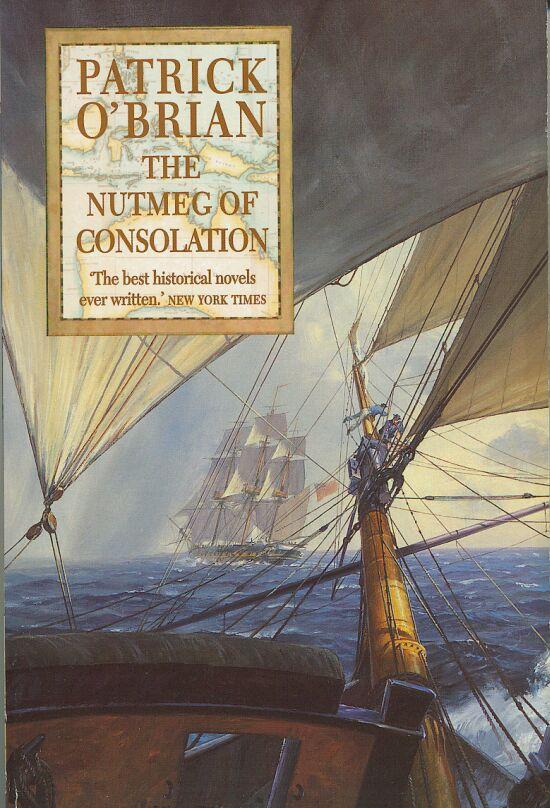 PATRICK
O'BRIAN
THE
NUTMEG OF
CONSOLATION
‘The best historical novels
ever written.’ NEW YORK TIMES